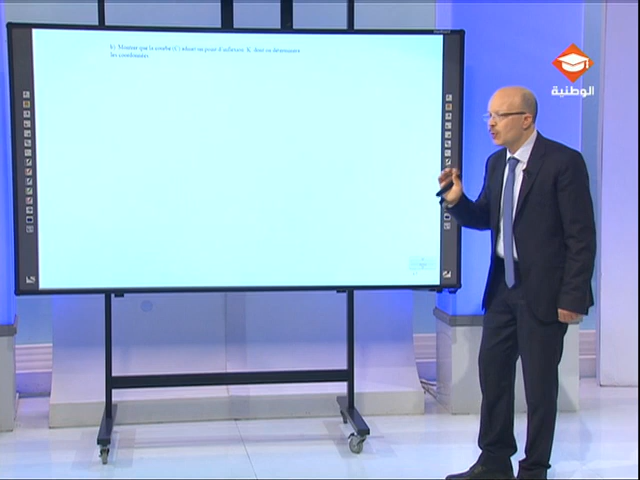 b) Montrer que la courbe (C) admet un point d'inflexion K dont on déterminera
les coordonnées
الوطنية